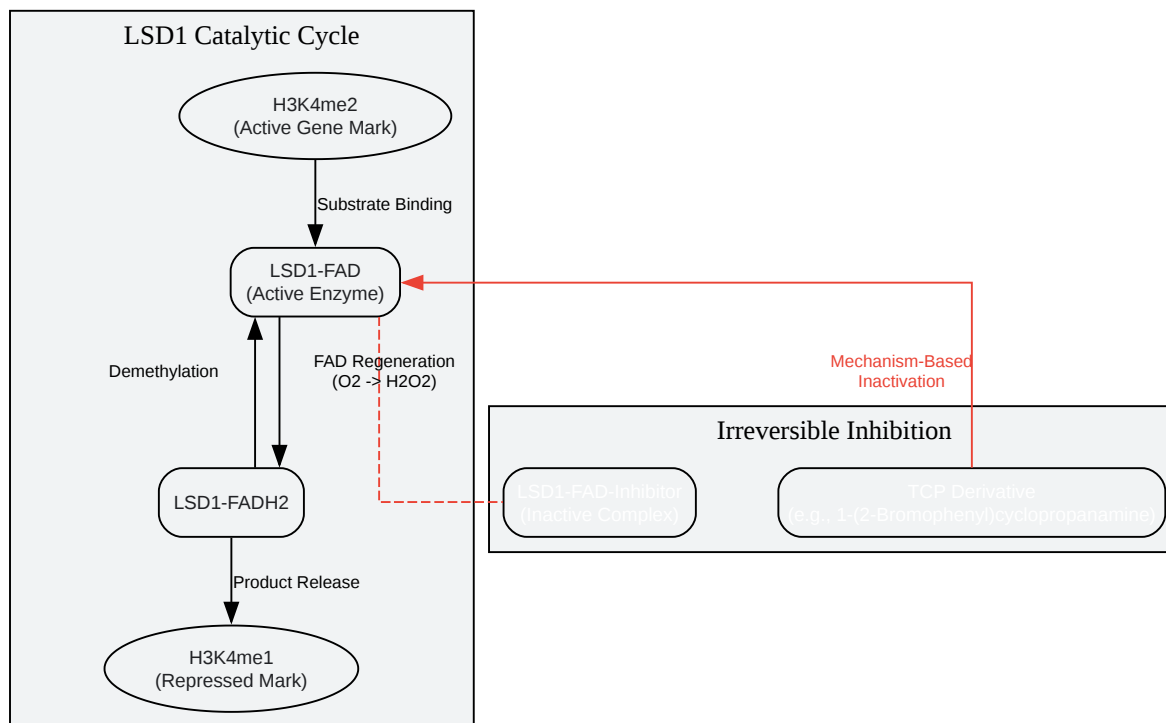 LSD1 Catalytic Cycle
H3K4me2
(Active Gene Mark)
Substrate Binding
LSD1-FAD
(Active Enzyme)
Demethylation
FAD Regeneration
(O2 -> H2O2)
LSD1-FADH2
Product Release
H3K4me1
(Repressed Mark)
Mechanism-Based
Inactivation
Irreversible Inhibition
LSD1-FAD-Inhibitor
(Inactive Complex)
TCP Derivative
(e.g., 1-(2-Bromophenyl)cyclopropanamine)